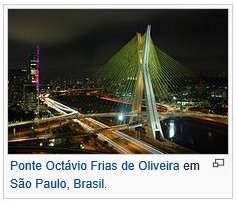 Ponte Octávio Frias de Oliveira em
São Paulo, Brasil.